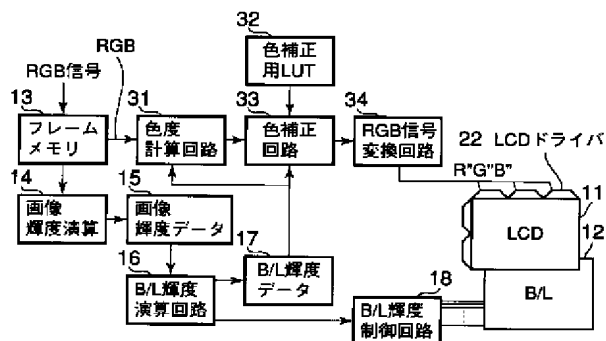 32
色補正
用LUT
RGB
RGB信号
13
フレーム
メモリ
31
色度
計算回路
33
色補正
回路
34
RGB信号
変換回路
22 LCDドライバ
R"G"B"
11
LCD
12
B/L
14
画像
輝度演算
15
画像
輝度データ
16
B/L輝度
演算回路
17
B/L輝度
データ
18
B/L輝度
制御回路